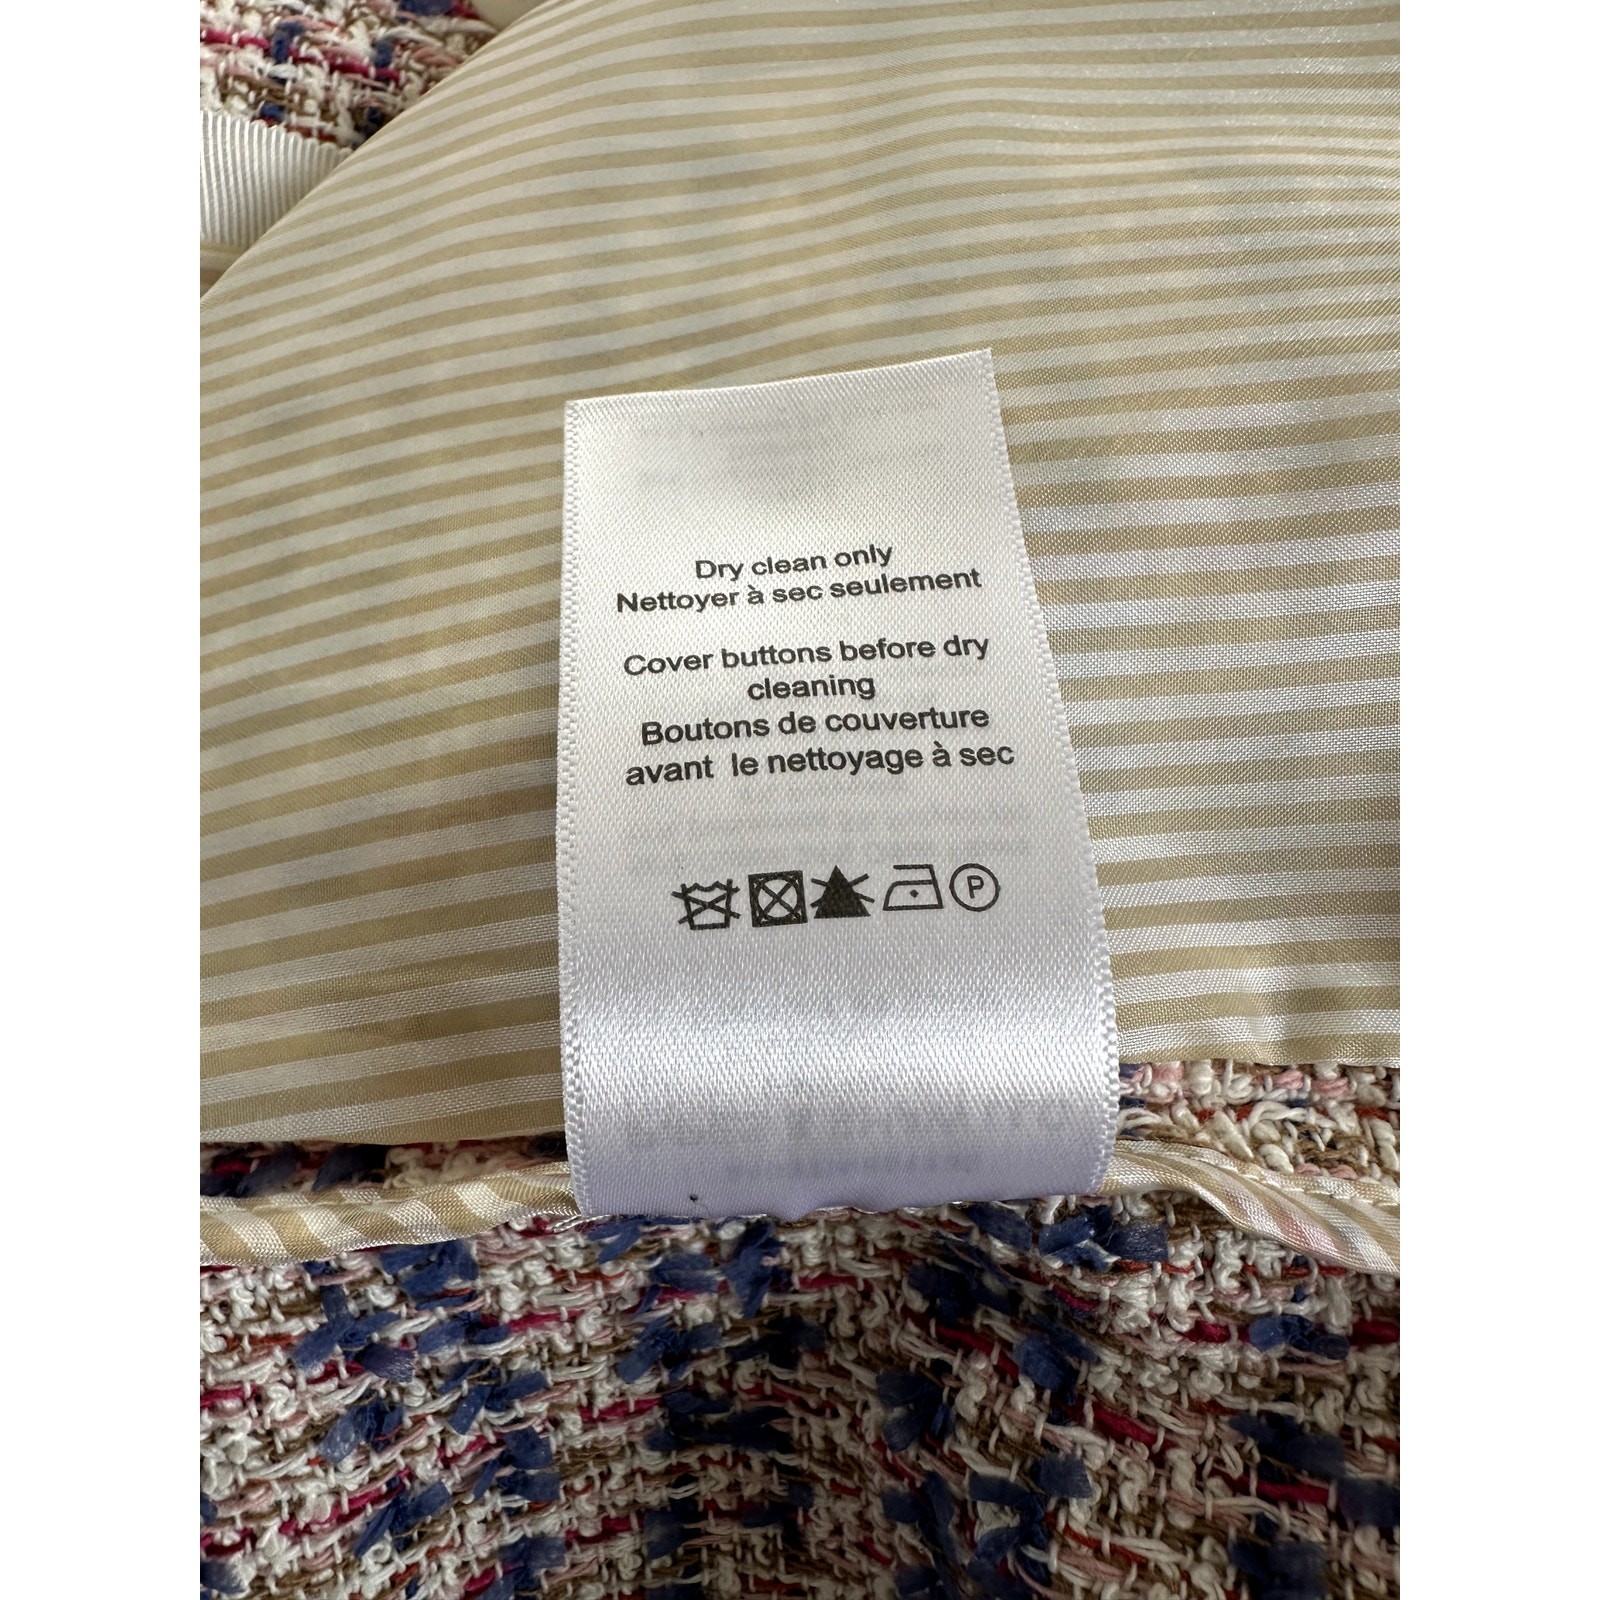 Dry clean only
Nettoyer à sec seulement
Cover buttons before dry
cleaning
Boutons de couverture
avant le nettoyage à sec
P